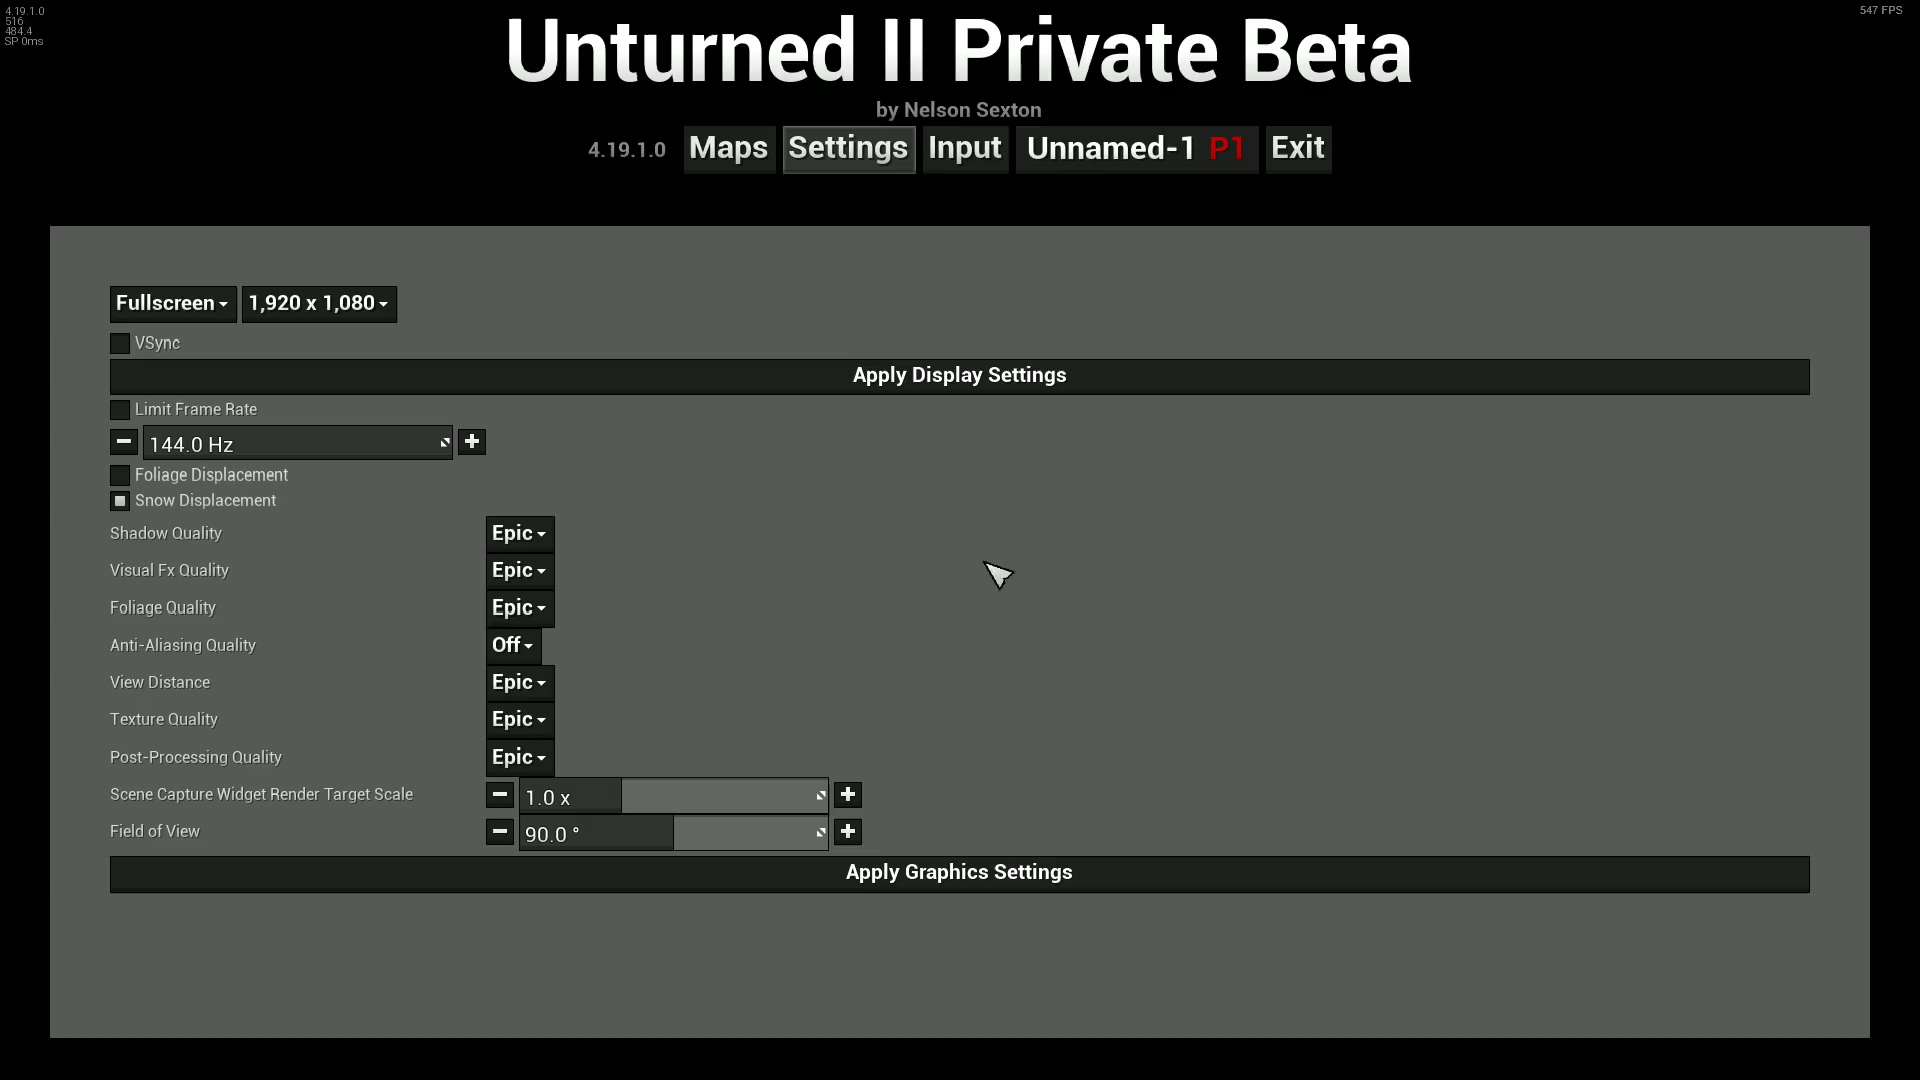 4.19.1.0
516
484.4
SP 0ms
547 FPS
Unturned II Private Beta
by Nelson Sexton
4.19.1.0 Maps Settings Input Unnamed-1 P1 Exit
Fullscreen 1,920 x 1,080
VSync
Apply Display Settings
Limit Frame Rate
144.0 Hz
Foliage Displacement
Snow Displacement
Shadow Quality Epic
Visual Fx Quality Epic
Foliage Quality Epic
Anti-Aliasing Quality Off
View Distance Epic
Texture Quality Epic
Post-Processing Quality Epic
Scene Capture Widget Render Target Scale 1.0 x
Field of View 90.0 °
Apply Graphics Settings